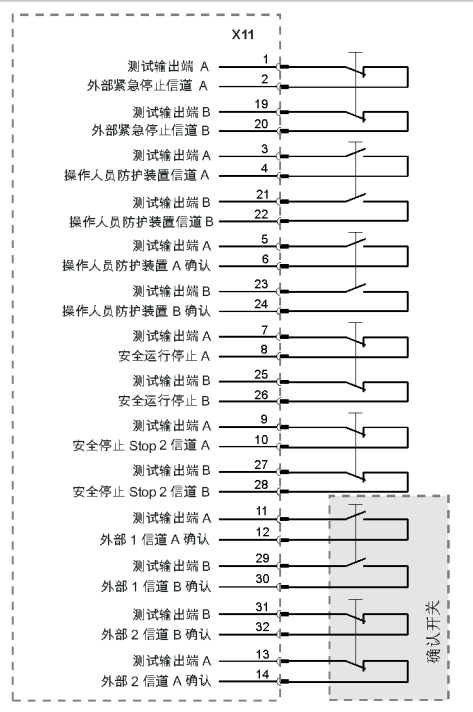 X11
测试输出端 A 1
外部紧急停止信道 A 2
测试输出端 B 19
外部紧急停止信道 B 20
测试输出端 A 3
操作人员防护装置信道 A 4
测试输出端 B 21
操作人员防护装置信道 B 22
测试输出端 A 5
操作人员防护装置 A 确认 6
测试输出端 B 23
操作人员防护装置 B 确认 24
测试输出端 A 7
安全运行停止 A 8
测试输出端 B 25
安全运行停止 B 26
测试输出端 A 9
安全停止 Stop 2 信道 A 10
测试输出端 B 27
安全停止 Stop 2 信道 B 28
测试输出端 A 11
外部 1 信道 A 确认 12
测试输出端 B 29
外部 1 信道 B 确认 30
测试输出端 B 31
外部 2 信道 B 确认 32
测试输出端 A 13
外部 2 信道 A 确认 14
确认开关